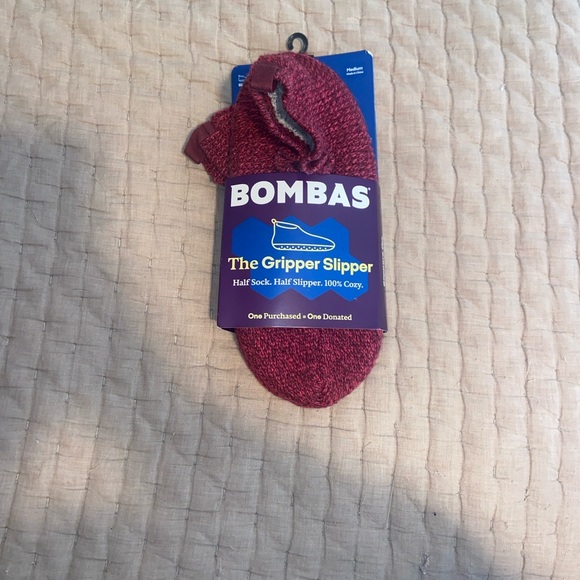 Medium
BOMBAS
The Gripper Slipper
Half Sock. Half Slipper. 100% Cozy.
One Purchased = One Donated